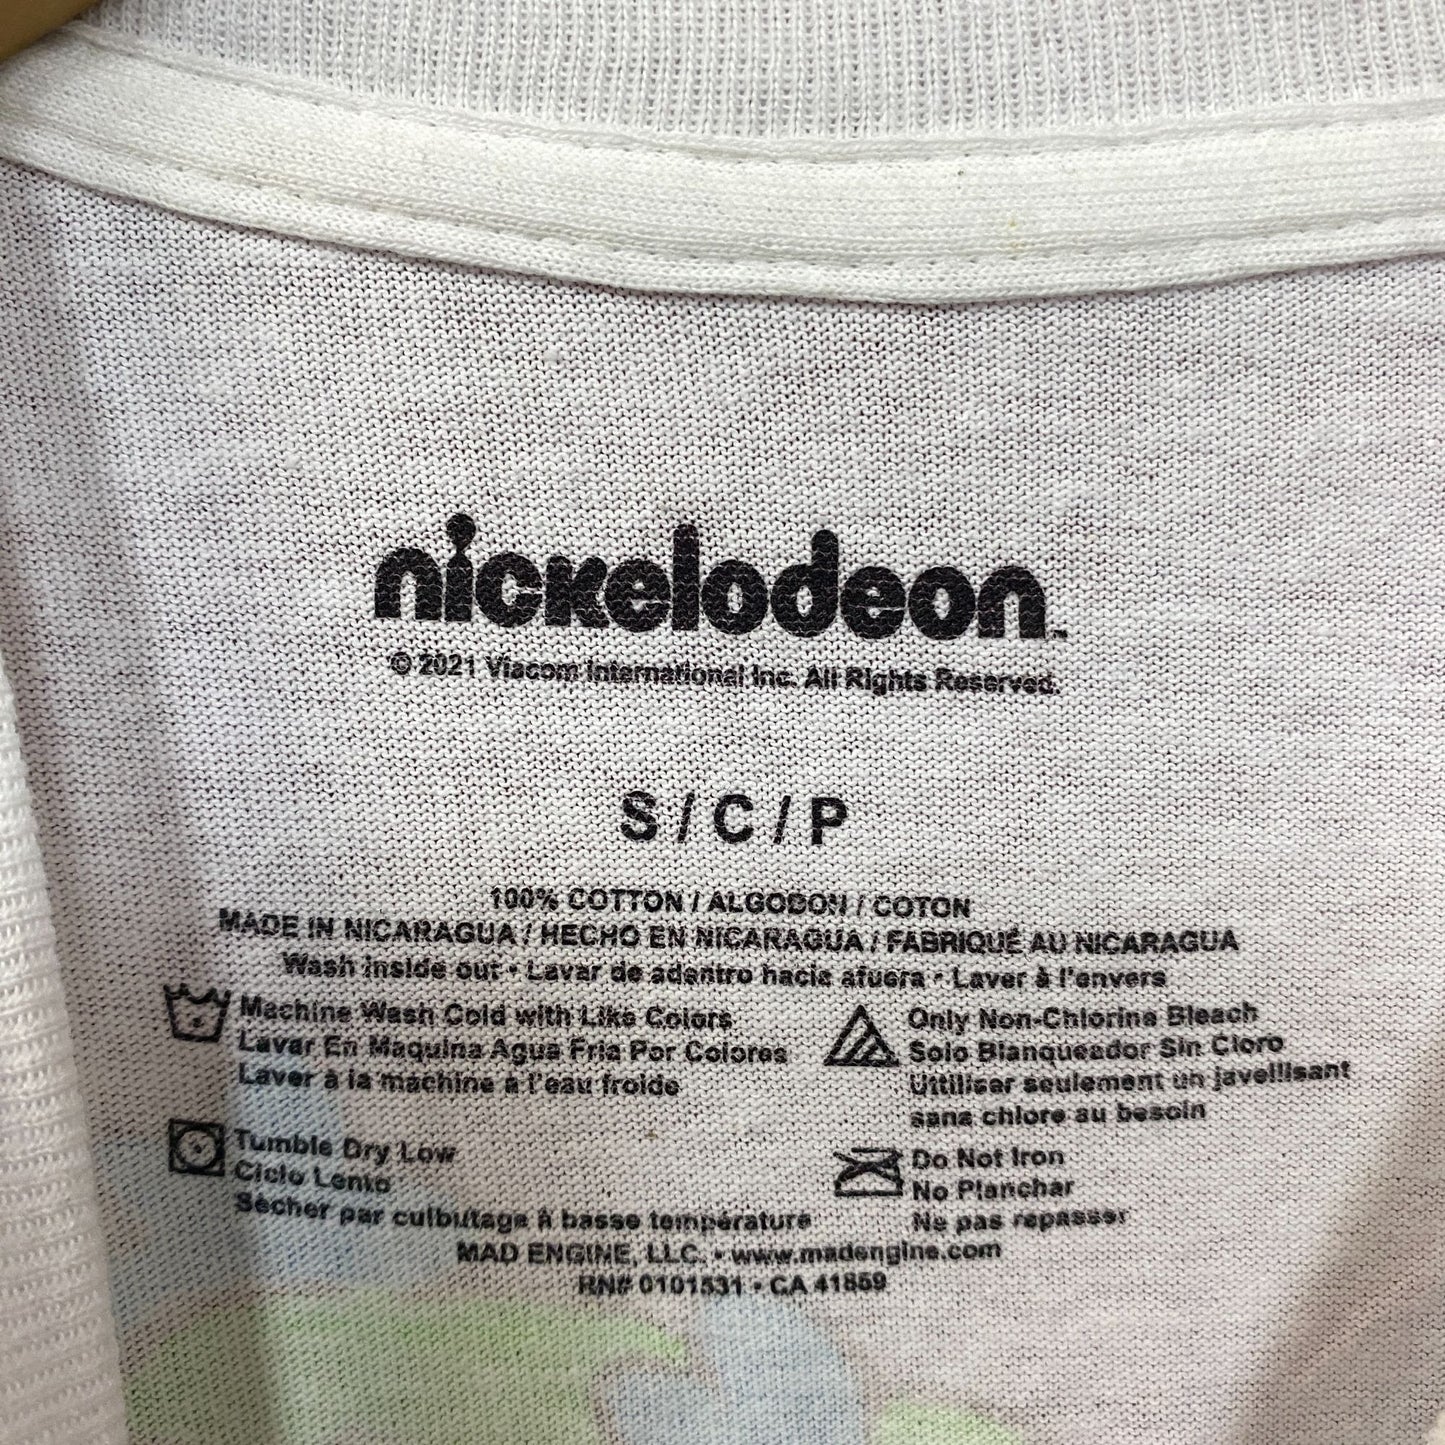 nickelodeon™
© 2021 Viacom International Inc. All Rights Reserved.
S / C / P
100% COTTON / ALGODON / COTON
MADE IN NICARAGUA / HECHO EN NICARAGUA / FABRIQUÉ AU NICARAGUA
Wash inside out • Lavar de adentro hacia afuera • Laver à l'envers
Machine Wash Cold with Like Colors
Lavar En Maquina Agua Fria Por Colores
Laver à la machine à l'eau froide
Only Non-Chlorine Bleach
Solo Blanqueador Sin Cloro
Uitiliser seulement un javellisant
sans chlore au besoin
Tumble Dry Low
Ciclo Lento
Sècher par culbutage à basse température
Do Not Iron
No Planchar
Ne pas repasser
MAD ENGINE, LLC. • www.madengine.com
RN# 0101531 • CA 41859